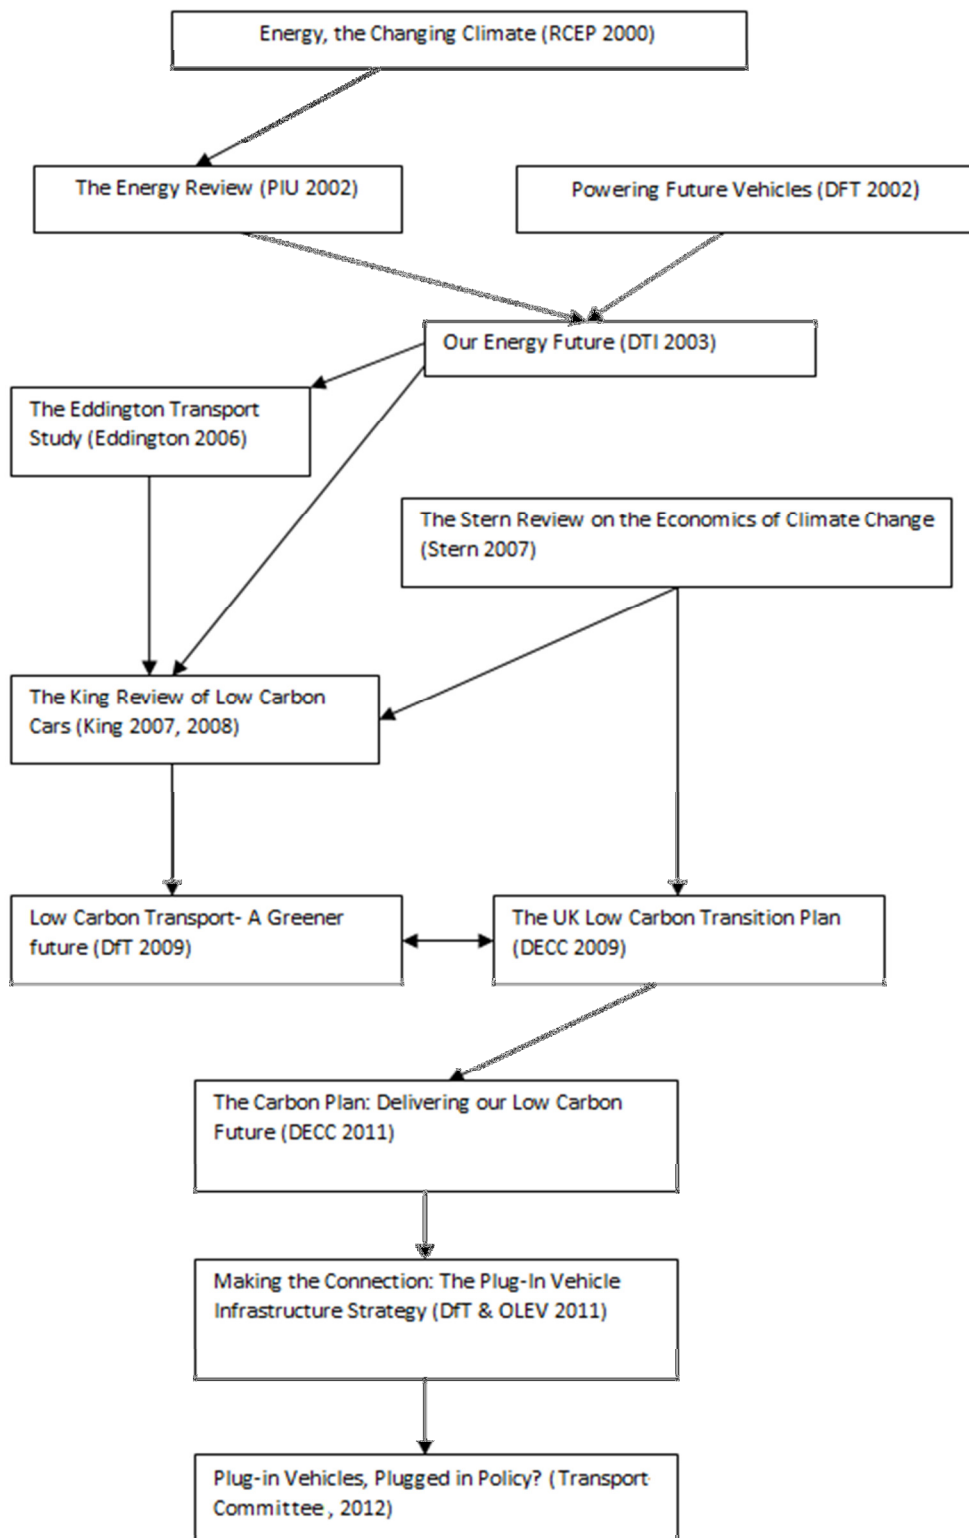 Energy, the Changing Climate (RCEP 2000)
The Energy Review (PIU 2002)
Powering Future Vehicles (DFT 2002)
Our Energy Future (DTI 2003)
The Eddington Transport
Study (Eddington 2006)
The Stern Review on the Economics of Climate Change
(Stern 2007)
The King Review of Low Carbon
Cars (King 2007, 2008)
Low Carbon Transport- A Greener
future (DfT 2009)
The UK Low Carbon Transition Plan
(DECC 2009)
The Carbon Plan: Delivering our Low Carbon
Future (DECC 2011)
Making the Connection: The Plug-In Vehicle
Infrastructure Strategy (DfT & OLEV 2011)
Plug-in Vehicles, Plugged in Policy? (Transport
Committee , 2012)